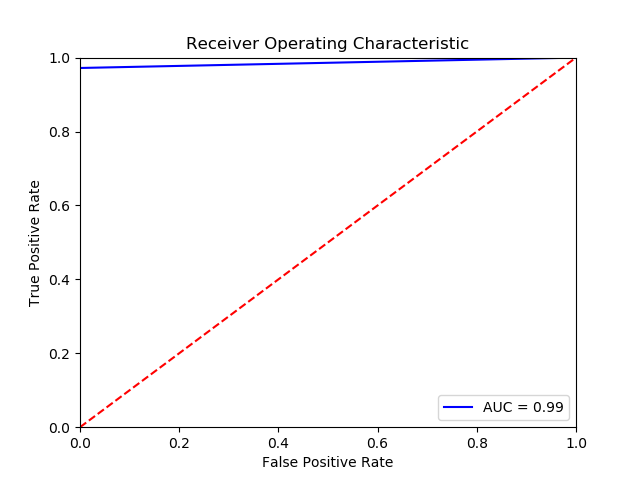 Receiver Operating Characteristic
1.0
0.8
0.6
0.4
0.2
0.0
True Positive Rate
AUC = 0.99
0.0 0.2 0.4 0.6 0.8 1.0
False Positive Rate